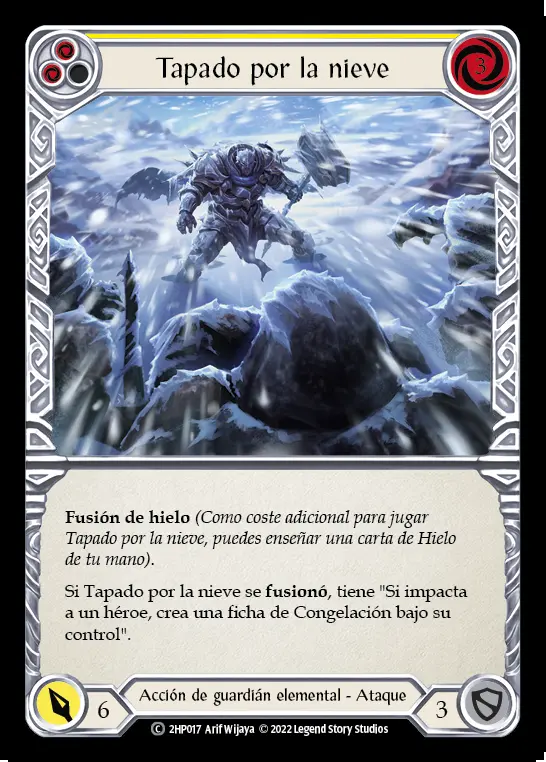 Tapado por la nieve
3
Fusión de hielo (Como coste adicional para jugar
Tapado por la nieve, puedes enseñar una carta de Hielo
de tu mano).
Si Tapado por la nieve se fusionó, tiene "Si impacta
a un héroe, crea una ficha de Congelación bajo su
control".
6
Acción de guardián elemental - Ataque
3
C 2HP017 Arif Wijaya © 2022 Legend Story Studios